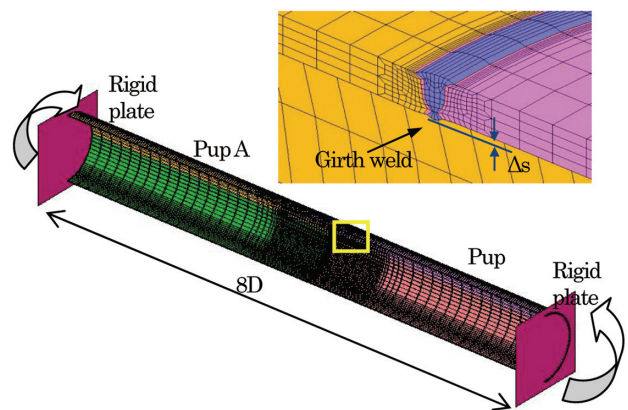 Rigid
plate
Pup A
Girth weld
Δs
8D
Pup
Rigid
plate